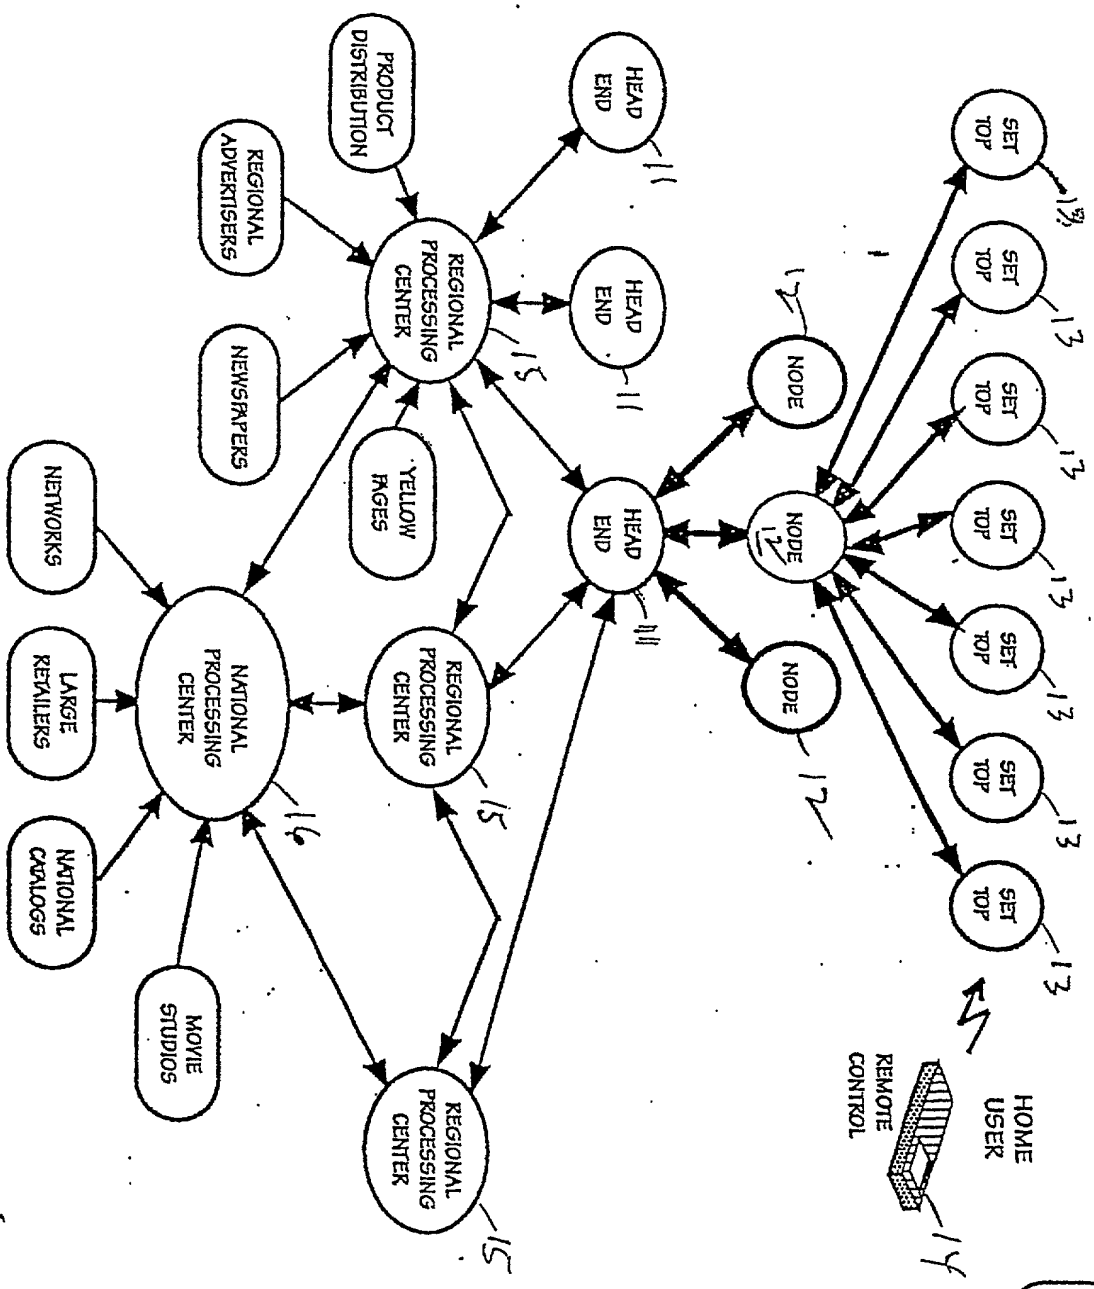 13
13
13
13
13
13
13
SET
TOP
SET
TOP
SET
TOP
SET
TOP
SET
TOP
SET
TOP
SET
TOP
HOME
USER
14
REMOTE
CONTROL
12
NODE
NODE
12
NODE
12
HEAD
END
11
HEAD
END
11
HEAD
END
11
PRODUCT
DISTRIBUTION
REGIONAL
PROCESSING
CENTER
15
YELLOW
PAGES
REGIONAL
PROCESSING
CENTER
15
REGIONAL
PROCESSING
CENTER
15
REGIONAL
ADVERTISERS
NEWSPAPERS
NATIONAL
PROCESSING
CENTER
16
MOVIE
STUDIOS
NETWORKS
LARGE
RETAILERS
NATIONAL
CATALOGS